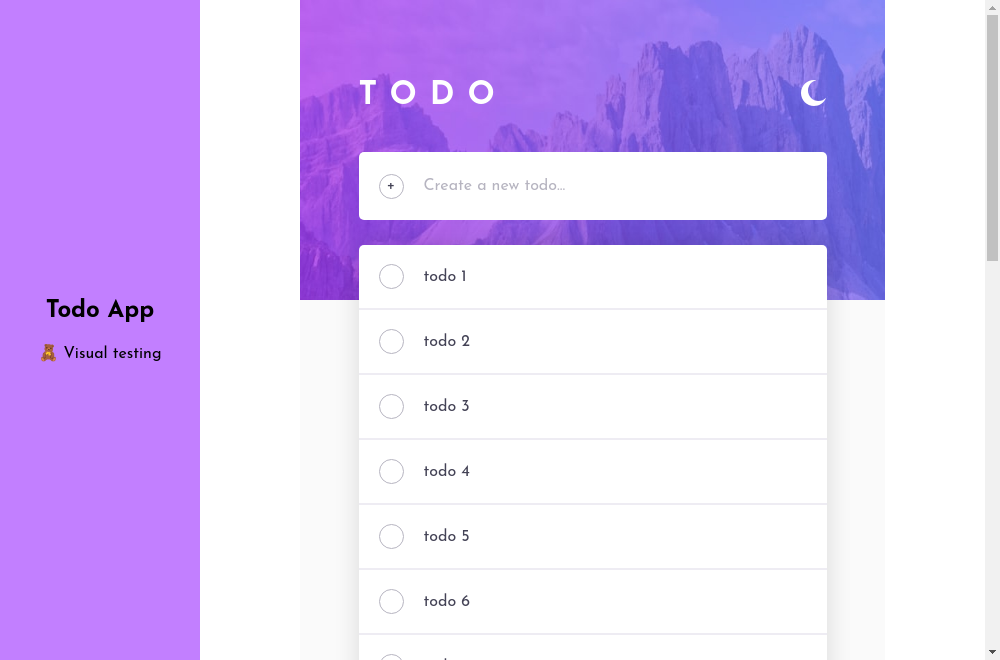 Todo App
🧸 Visual testing
TODO
+
Create a new todo...
todo 1
todo 2
todo 3
todo 4
todo 5
todo 6